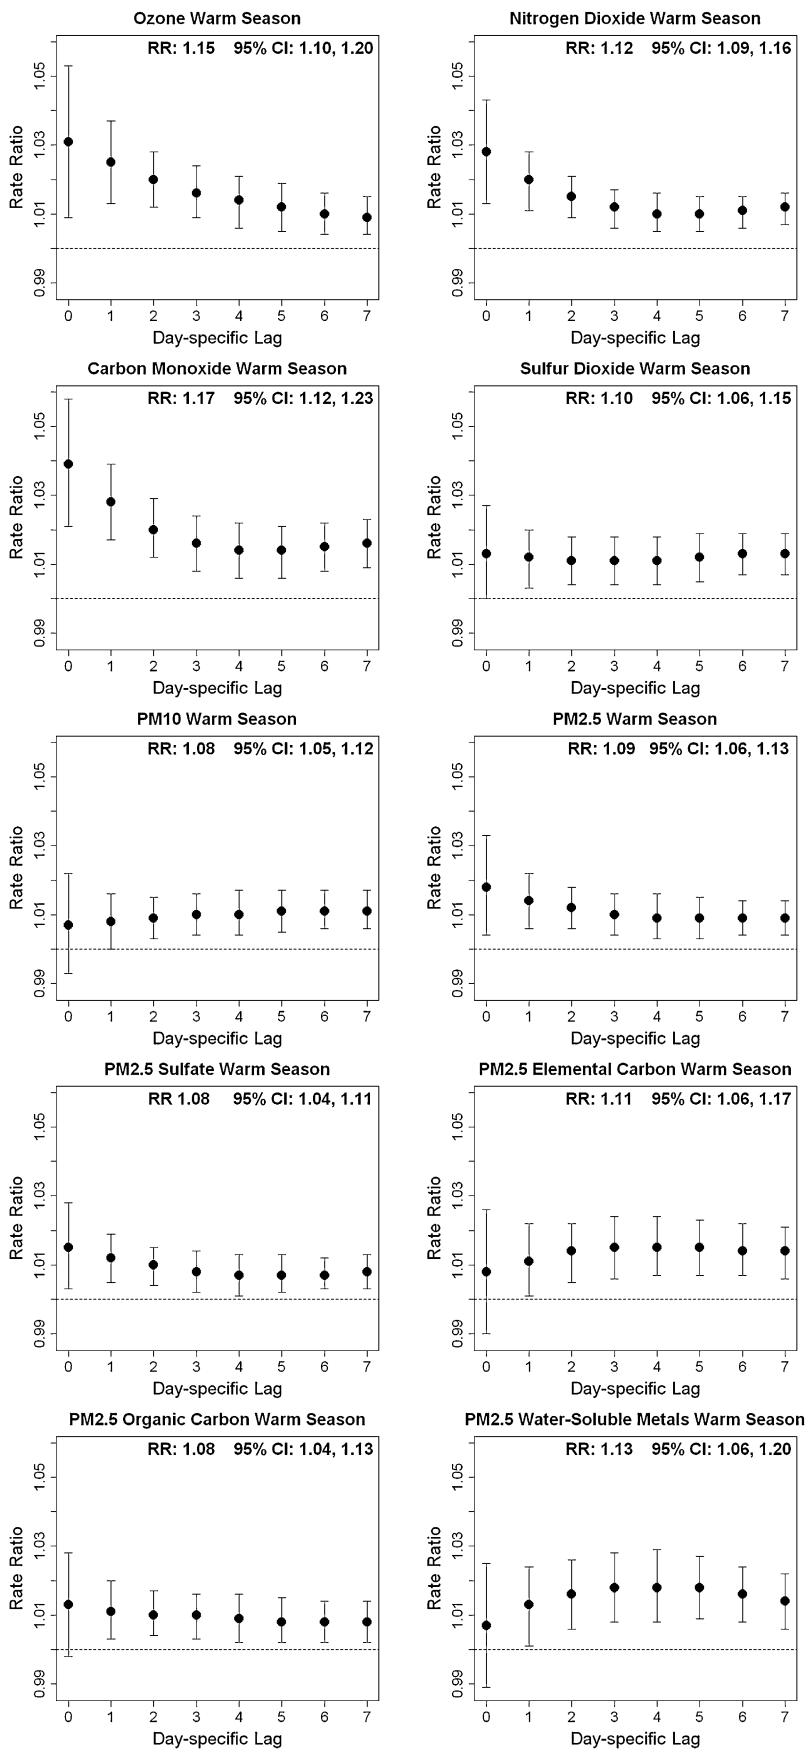 Ozone Warm Season
RR: 1.15 95% CI: 1.10, 1.20
Rate Ratio
1.05
1.03
1.01
0.99
0 1 2 3 4 5 6 7
Day-specific Lag
Nitrogen Dioxide Warm Season
RR: 1.12 95% CI: 1.09, 1.16
Rate Ratio
1.05
1.03
1.01
0.99
0 1 2 3 4 5 6 7
Day-specific Lag
Carbon Monoxide Warm Season
RR: 1.17 95% CI: 1.12, 1.23
Rate Ratio
1.05
1.03
1.01
0.99
0 1 2 3 4 5 6 7
Day-specific Lag
Sulfur Dioxide Warm Season
RR: 1.10 95% CI: 1.06, 1.15
Rate Ratio
1.05
1.03
1.01
0.99
0 1 2 3 4 5 6 7
Day-specific Lag
PM10 Warm Season
RR: 1.08 95% CI: 1.05, 1.12
Rate Ratio
1.05
1.03
1.01
0.99
0 1 2 3 4 5 6 7
Day-specific Lag
PM2.5 Warm Season
RR: 1.09 95% CI: 1.06, 1.13
Rate Ratio
1.05
1.03
1.01
0.99
0 1 2 3 4 5 6 7
Day-specific Lag
PM2.5 Sulfate Warm Season
RR 1.08 95% CI: 1.04, 1.11
Rate Ratio
1.05
1.03
1.01
0.99
0 1 2 3 4 5 6 7
Day-specific Lag
PM2.5 Elemental Carbon Warm Season
RR: 1.11 95% CI: 1.06, 1.17
Rate Ratio
1.05
1.03
1.01
0.99
0 1 2 3 4 5 6 7
Day-specific Lag
PM2.5 Organic Carbon Warm Season
RR: 1.08 95% CI: 1.04, 1.13
Rate Ratio
1.05
1.03
1.01
0.99
0 1 2 3 4 5 6 7
Day-specific Lag
PM2.5 Water-Soluble Metals Warm Season
RR: 1.13 95% CI: 1.06, 1.20
Rate Ratio
1.05
1.03
1.01
0.99
0 1 2 3 4 5 6 7
Day-specific Lag